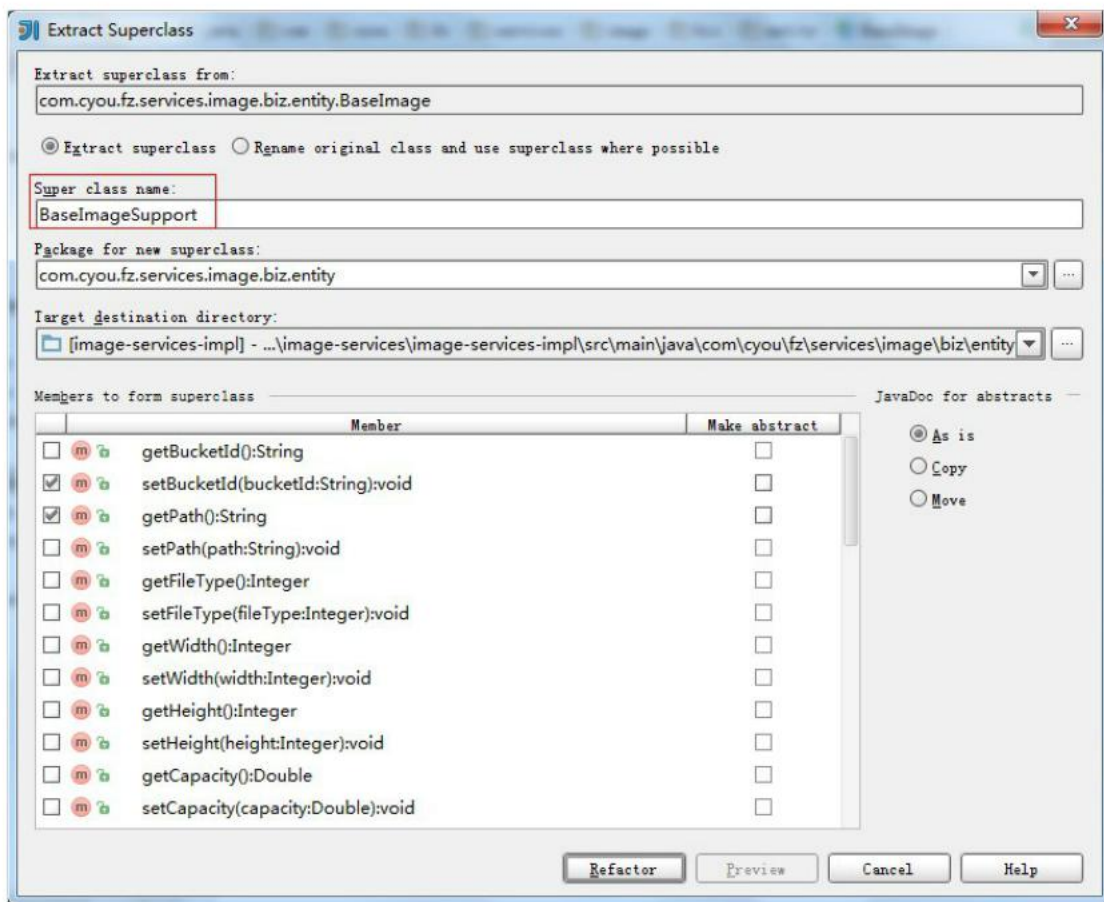 Extract Superclass
Extract superclass from:
com.cyou.fz.services.image.biz.entity.BaseImage
Extract superclass Rename original class and use superclass where possible
Super class name:
BaseImageSupport
Package for new superclass:
com.cyou.fz.services.image.biz.entity
...
Target destination directory:
[image-services-impl] - ...\image-services\image-services-impl\src\main\java\com\cyou\fz\services\image\biz\entity
...
Members to form superclass
JavaDoc for abstracts
Member Make abstract
As is
getBucketId():String
Copy
setBucketId(bucketId:String):void
Move
getPath():String
setPath(path:String):void
getFileType():Integer
setFileType(fileType:Integer):void
getWidth():Integer
setWidth(width:Integer):void
getHeight():Integer
setHeight(height:Integer):void
getCapacity():Double
setCapacity(capacity:Double):void
Refactor Preview Cancel Help